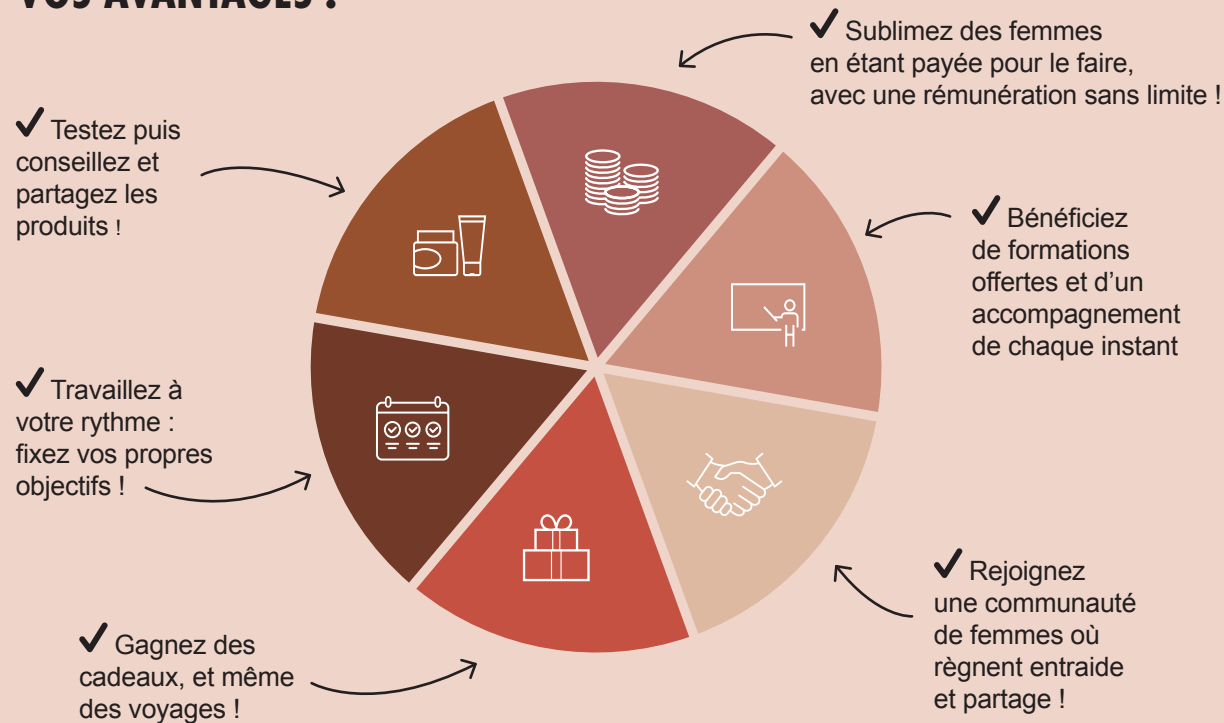 VOS AVANTAGES :
✓ Sublimez des femmes
en étant payée pour le faire,
avec une rémunération sans limite !
✓ Testez puis
conseillez et
partagez les
produits !
✓ Bénéficiez
de formations
offertes et d’un
accompagnement
de chaque instant
✓ Travaillez à
votre rythme :
fixez vos propres
objectifs !
✓ Rejoignez
une communauté
de femmes où
règnent entraide
et partage !
✓ Gagnez des
cadeaux, et même
des voyages !